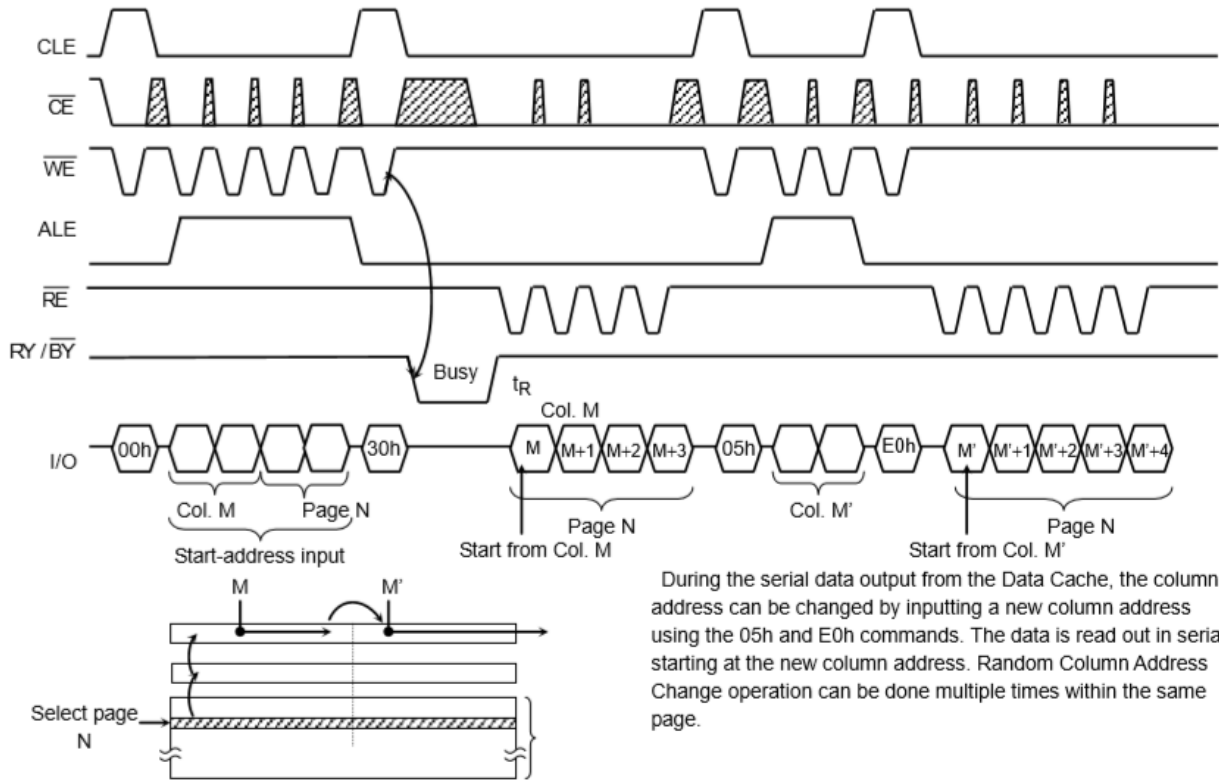 CLE
CE
WE
ALE
RE
RY / BY
Busy
tR
Col. M
I/O
00h
30h
M
M+1
M+2
M+3
05h
E0h
M'
M'+1
M'+2
M'+3
M'+4
Col. M
Page N
Page N
Col. M'
Page N
Start-address input
Start from Col. M
Start from Col. M'
M
M'
Select page
N
During the serial data output from the Data Cache, the column
address can be changed by inputting a new column address
using the 05h and E0h commands. The data is read out in seria
starting at the new column address. Random Column Address
Change operation can be done multiple times within the same
page.